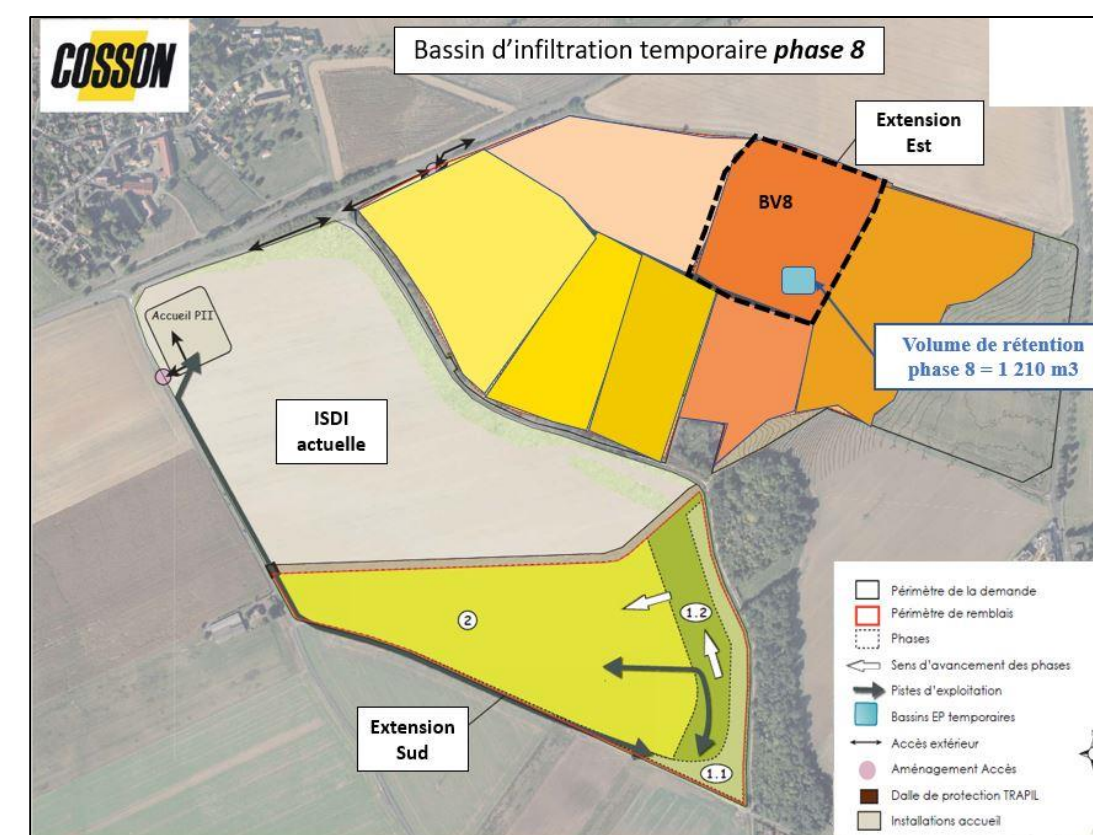 COSSON
Bassin d'infiltration temporaire phase 8
Extension
Est
BV8
Accueil PII
Volume de rétention
phase 8 = 1 210 m3
ISDI
actuelle
2
1.2
Extension
Sud
1.1
Périmètre de la demande
Périmètre de remblais
Phases
Sens d'avancement des phases
Pistes d'exploitation
Bassins EP temporaires
Accès extérieur
Aménagement Accès
Dalle de protection TRAPIL
Installations accueil